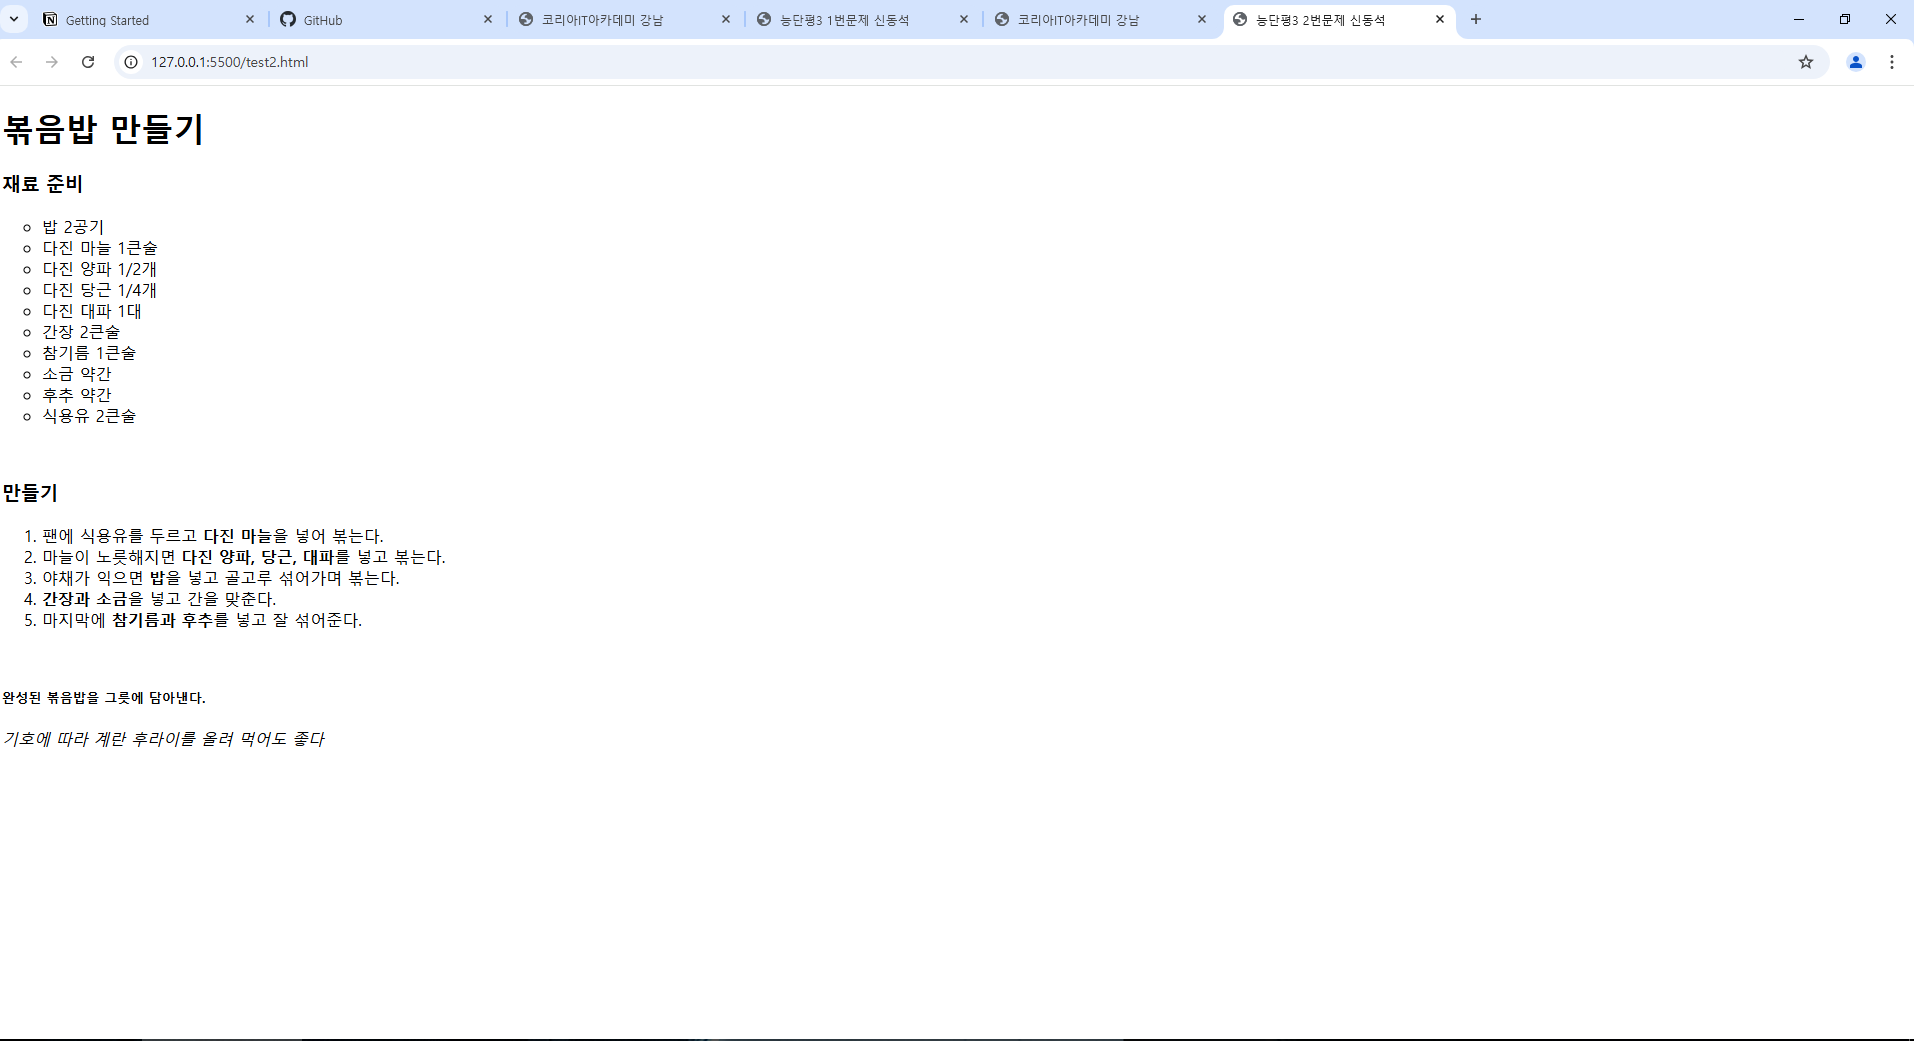 Getting Started
GitHub
코리아IT아카데미 강남
능단평3 1번문제 신동석
코리아IT아카데미 강남
능단평3 2번문제 신동석
127.0.0.1:5500/test2.html
볶음밥 만들기
재료 준비
밥 2공기
다진 마늘 1큰술
다진 양파 1/2개
다진 당근 1/4개
다진 대파 1대
간장 2큰술
참기름 1큰술
소금 약간
후추 약간
식용유 2큰술
만들기
1. 팬에 식용유를 두르고 다진 마늘을 넣어 볶는다.
2. 마늘이 노릇해지면 다진 양파, 당근, 대파를 넣고 볶는다.
3. 야채가 익으면 밥을 넣고 골고루 섞어가며 볶는다.
4. 간장과 소금을 넣고 간을 맞춘다.
5. 마지막에 참기름과 후추를 넣고 잘 섞어준다.
완성된 볶음밥을 그릇에 담아낸다.
기호에 따라 계란 후라이를 올려 먹어도 좋다